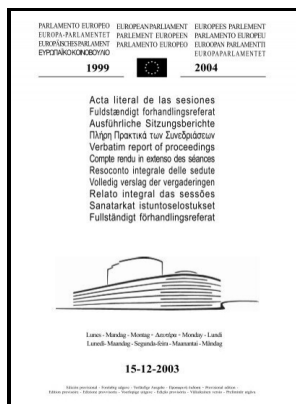 PARLAMENTO EUROPEO EUROPEAN PARLIAMENT EUROPEES PARLEMENT
EUROPA-PARLAMENTET PARLEMENT EUROPEEN PARLAMENTO EUROPEU
EUROPÄISCHES PARLAMENT PARLAMENTO EUROPEO EUROOPAN PARLAMENTTI
ΕΥΡΩΠΑΪΚΟ ΚΟΙΝΟΒΟΥΛΙΟ EUROPAPARLAMENTET
1999 2004
Acta literal de las sesiones
Fuldstændigt forhandlingsreferat
Ausführliche Sitzungsberichte
Πλήρη Πρακτικά των Συνεδριάσεων
Verbatim report of proceedings
Compte rendu in extenso des séances
Resoconto integrale delle sedute
Volledig verslag der vergaderingen
Relato integral das sessões
Sanatarkat istuntoselostukset
Fullständigt förhandlingsreferat
Lunes - Mandag - Montag - Δευτέρα - Monday - Lundi
Lunedì - Maandag - Segunda-feira - Maanantai - Måndag
15-12-2003